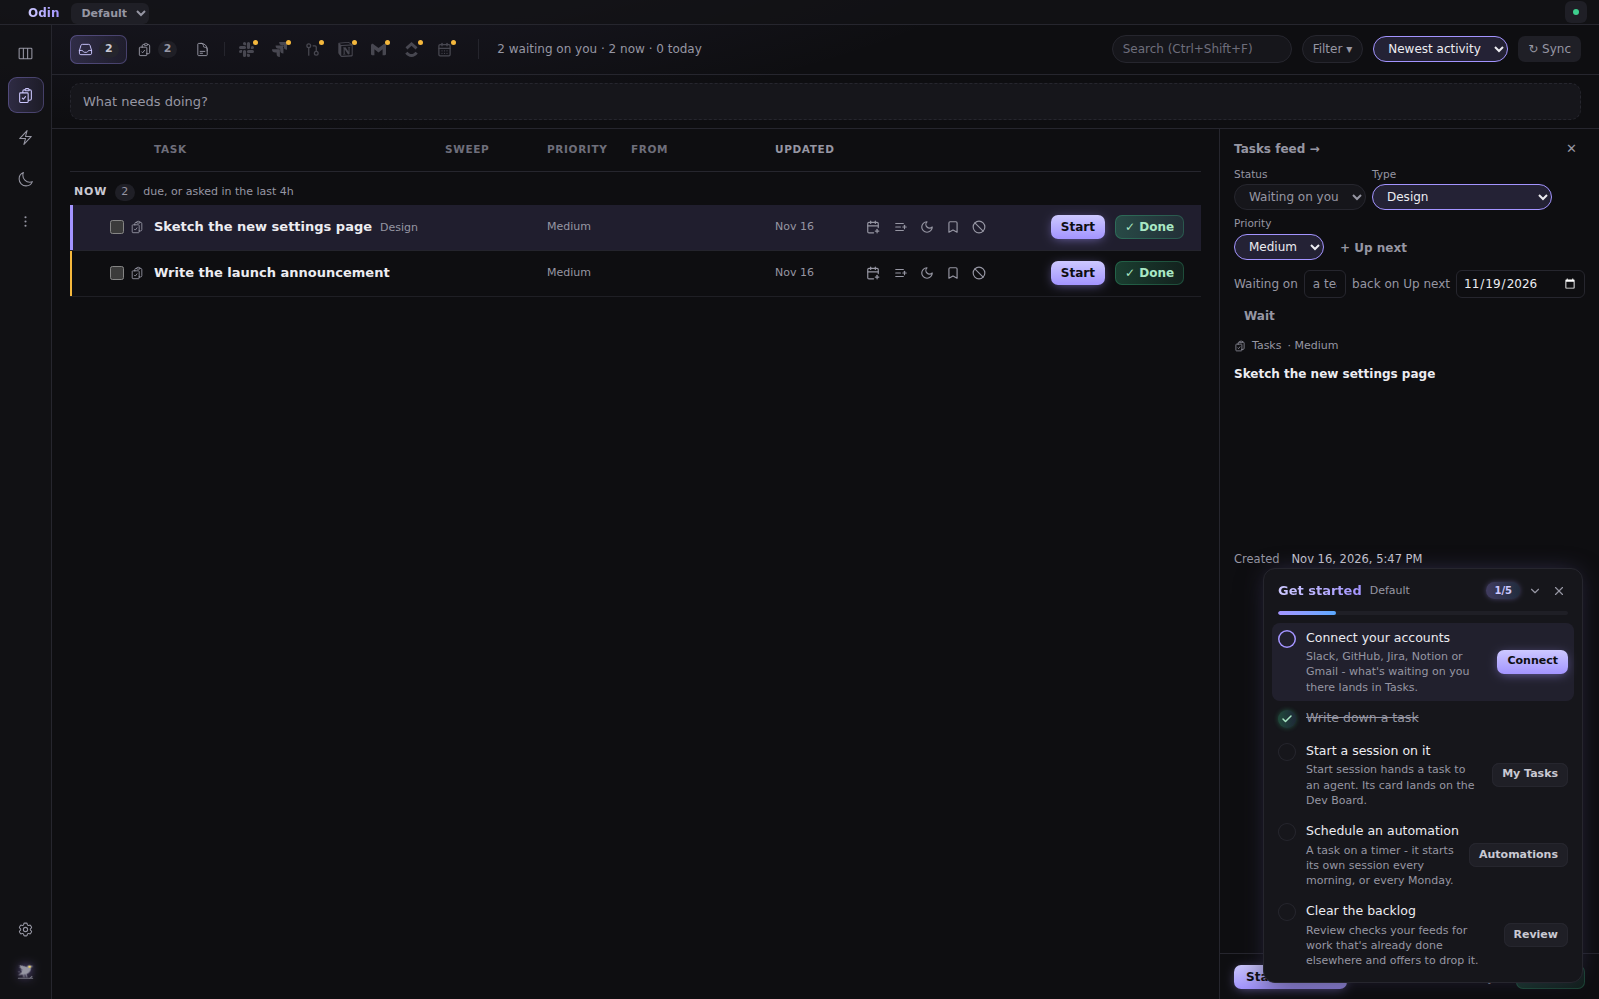 Odin Default
2 2 2 waiting you · 2 now · 0 today Search (Ctrl+Shift+F) Filter ▾ Newest activity ↻ Sync
What needs doing?
TASK SWEEP PRIORITY FROM UPDATED
NOW 2 due, or asked in the last 4h
Sketch the new settings page Design Medium Nov 16 Start ✓ Done
Write the launch announcement Medium Nov 16 Start ✓ Done
Tasks feed → ✕
Status Type
Waiting on you Design
Priority
Medium + Up next
Waiting on a te back on Up next 11/19/2026
Wait
Tasks · Medium
Sketch the new settings page
Created Nov 16, 2026, 5:47 PM
Get started Default 1/5
Connect your accounts
Slack, GitHub, Jira, Notion or
Gmail - what's waiting on you
there lands in Tasks.
Connect
Write down a task
Start a session on it
Start session hands a task to
an agent. Its card lands on the
Dev Board.
My Tasks
Schedule an automation
A task on a timer - it starts
its own session every
morning, or every Monday.
Automations
Clear the backlog
Review checks your feeds for
work that's already done
elsewhere and offers to drop it.
Review